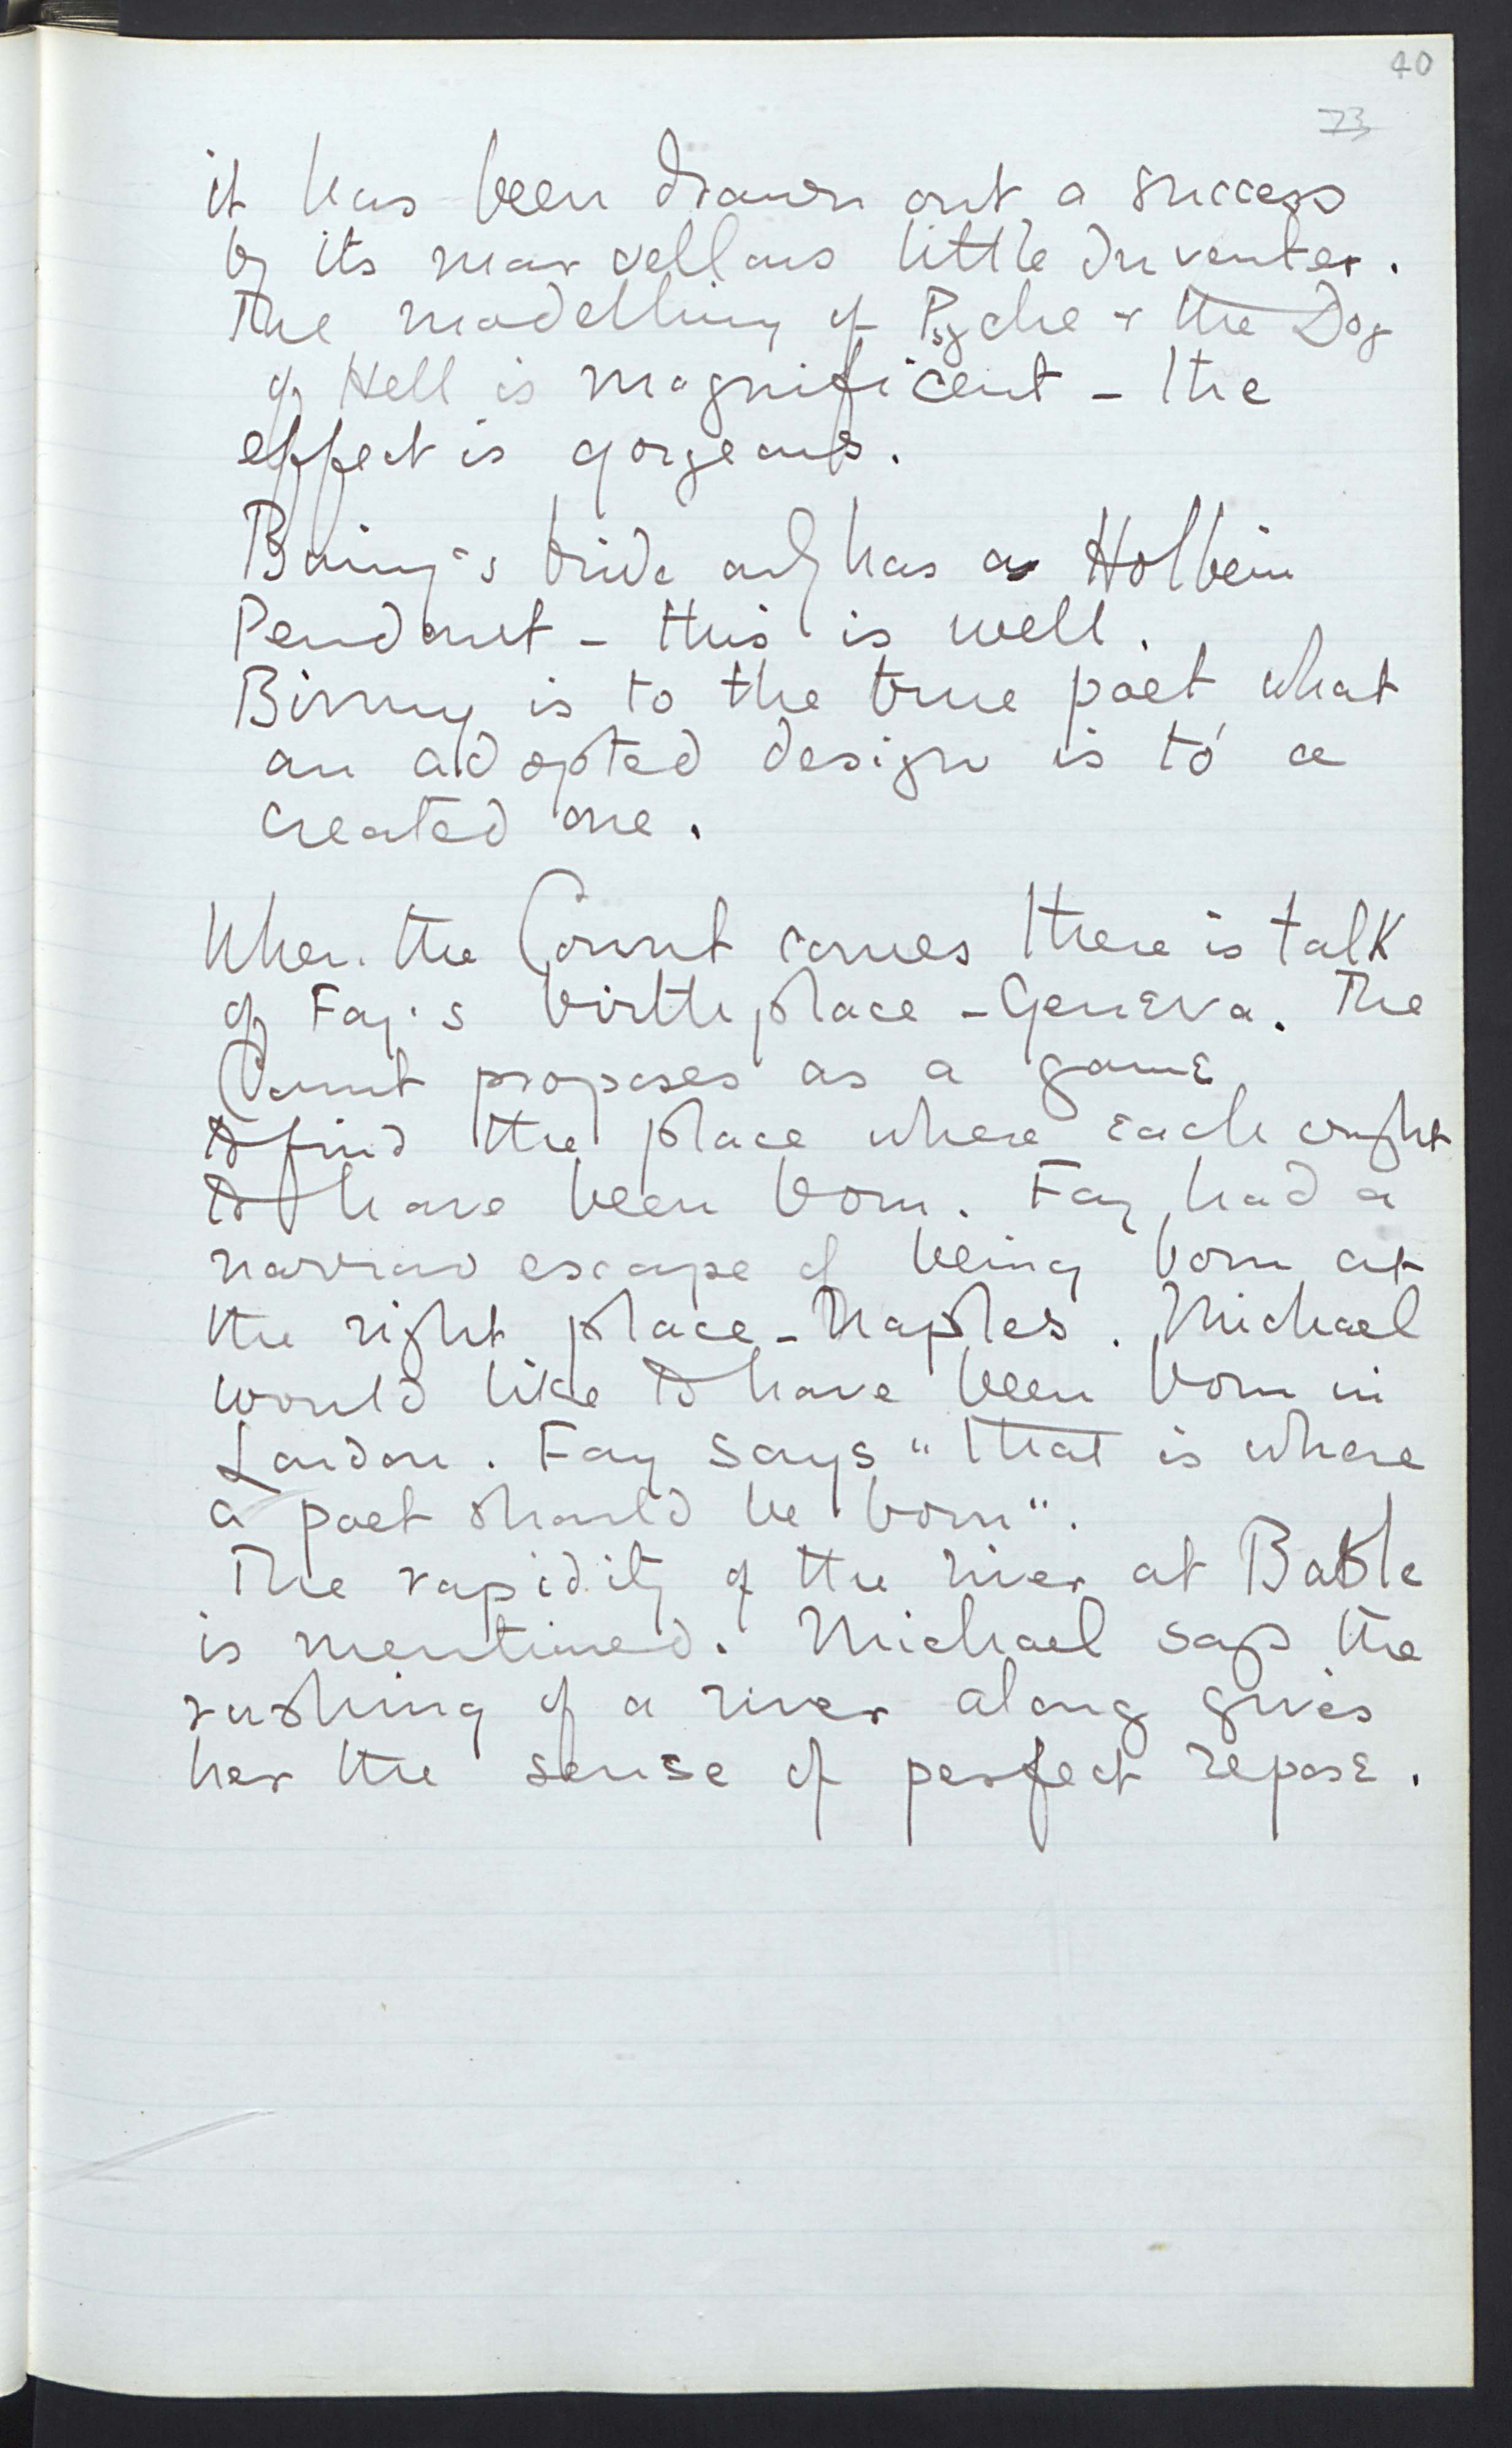 40
73
it has been drawn out a success
by its marvellous little Inventer.
The modelling of Psyche & the Dog
of Hell is magnificent – the
effect is gorgeous.
Binny's bride only has a Holbein
Pendant – this is well.
Binny is to the true poet what
an adopted design is to a
created one.
When the Count comes there is talk
of Fay's birthplace – Geneva. The
Count proposes as a game
to find the place where each ought
to have been born. Fay had a
narrow escape of being born at
the right place – Naples. Michael
would like to have been born in
London. Fay says "that is where
a poet should be born".
The rapidity of the river at Basle
is mentioned. Michael says the
rushing of a river along gives
her the sense of perfect repose.